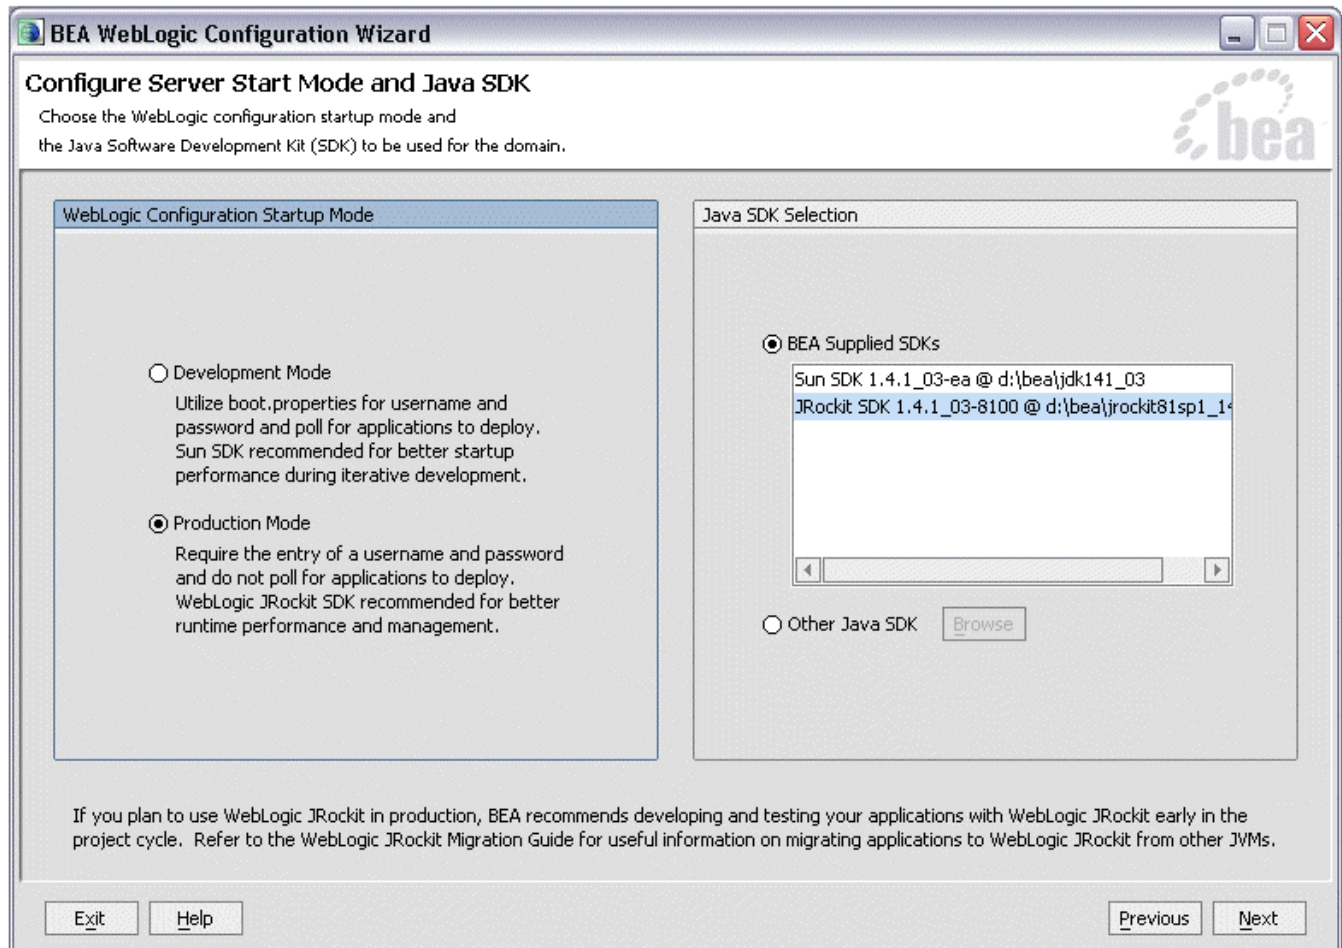 BEA WebLogic Configuration Wizard
Configure Server Start Mode and Java SDK
Choose the WebLogic configuration startup mode and
the Java Software Development Kit (SDK) to be used for the domain.
bea
WebLogic Configuration Startup Mode
Development Mode
Utilize boot.properties for username and
password and poll for applications to deploy.
Sun SDK recommended for better startup
performance during iterative development.
Production Mode
Require the entry of a username and password
and do not poll for applications to deploy.
WebLogic JRockit SDK recommended for better
runtime performance and management.
Java SDK Selection
BEA Supplied SDKs
Sun SDK 1.4.1_03-ea @ d:\bea\jdk141_03
JRockit SDK 1.4.1_03-8100 @ d:\bea\jrockit81sp1_14
Other Java SDK
Browse
If you plan to use WebLogic JRockit in production, BEA recommends developing and testing your applications with WebLogic JRockit early in the
project cycle. Refer to the WebLogic JRockit Migration Guide for useful information on migrating applications to WebLogic JRockit from other JVMs.
Exit
Help
Previous
Next